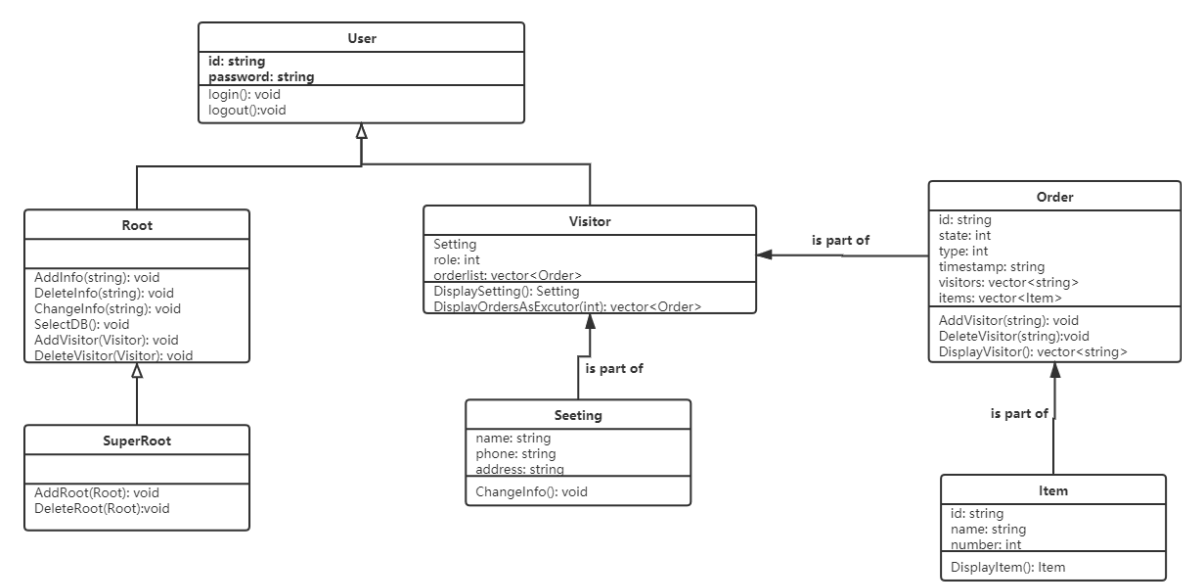 User
id: string
password: string
login(): void
logout():void
Root
AddInfo(string): void
DeleteInfo(string): void
ChangeInfo(string): void
SelectDB(): void
AddVisitor(Visitor): void
DeleteVisitor(Visitor): void
SuperRoot
AddRoot(Root): void
DeleteRoot(Root):void
Visitor
Setting
role: int
orderlist: vector<Order>
DisplaySetting(): Setting
DisplayOrdersAsExcutor(int): vector<Order>
is part of
Seeting
name: string
phone: string
address: string
ChangeInfo(): void
is part of
Order
id: string
state: int
type: int
timestamp: string
visitors: vector<string>
items: vector<Item>
AddVisitor(string): void
DeleteVisitor(string):void
DisplayVisitor(): vector<string>
is part of
Item
id: string
name: string
number: int
DisplayItem(): Item